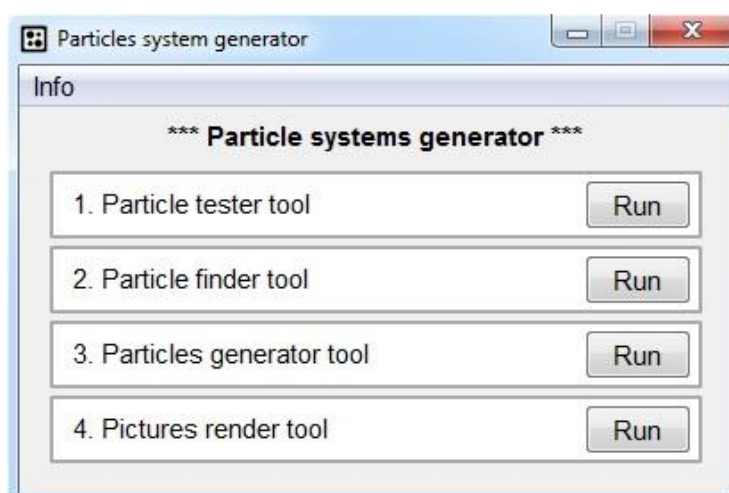 Particles system generator
Info
*** Particle systems generator ***
1. Particle tester tool Run
2. Particle finder tool Run
3. Particles generator tool Run
4. Pictures render tool Run